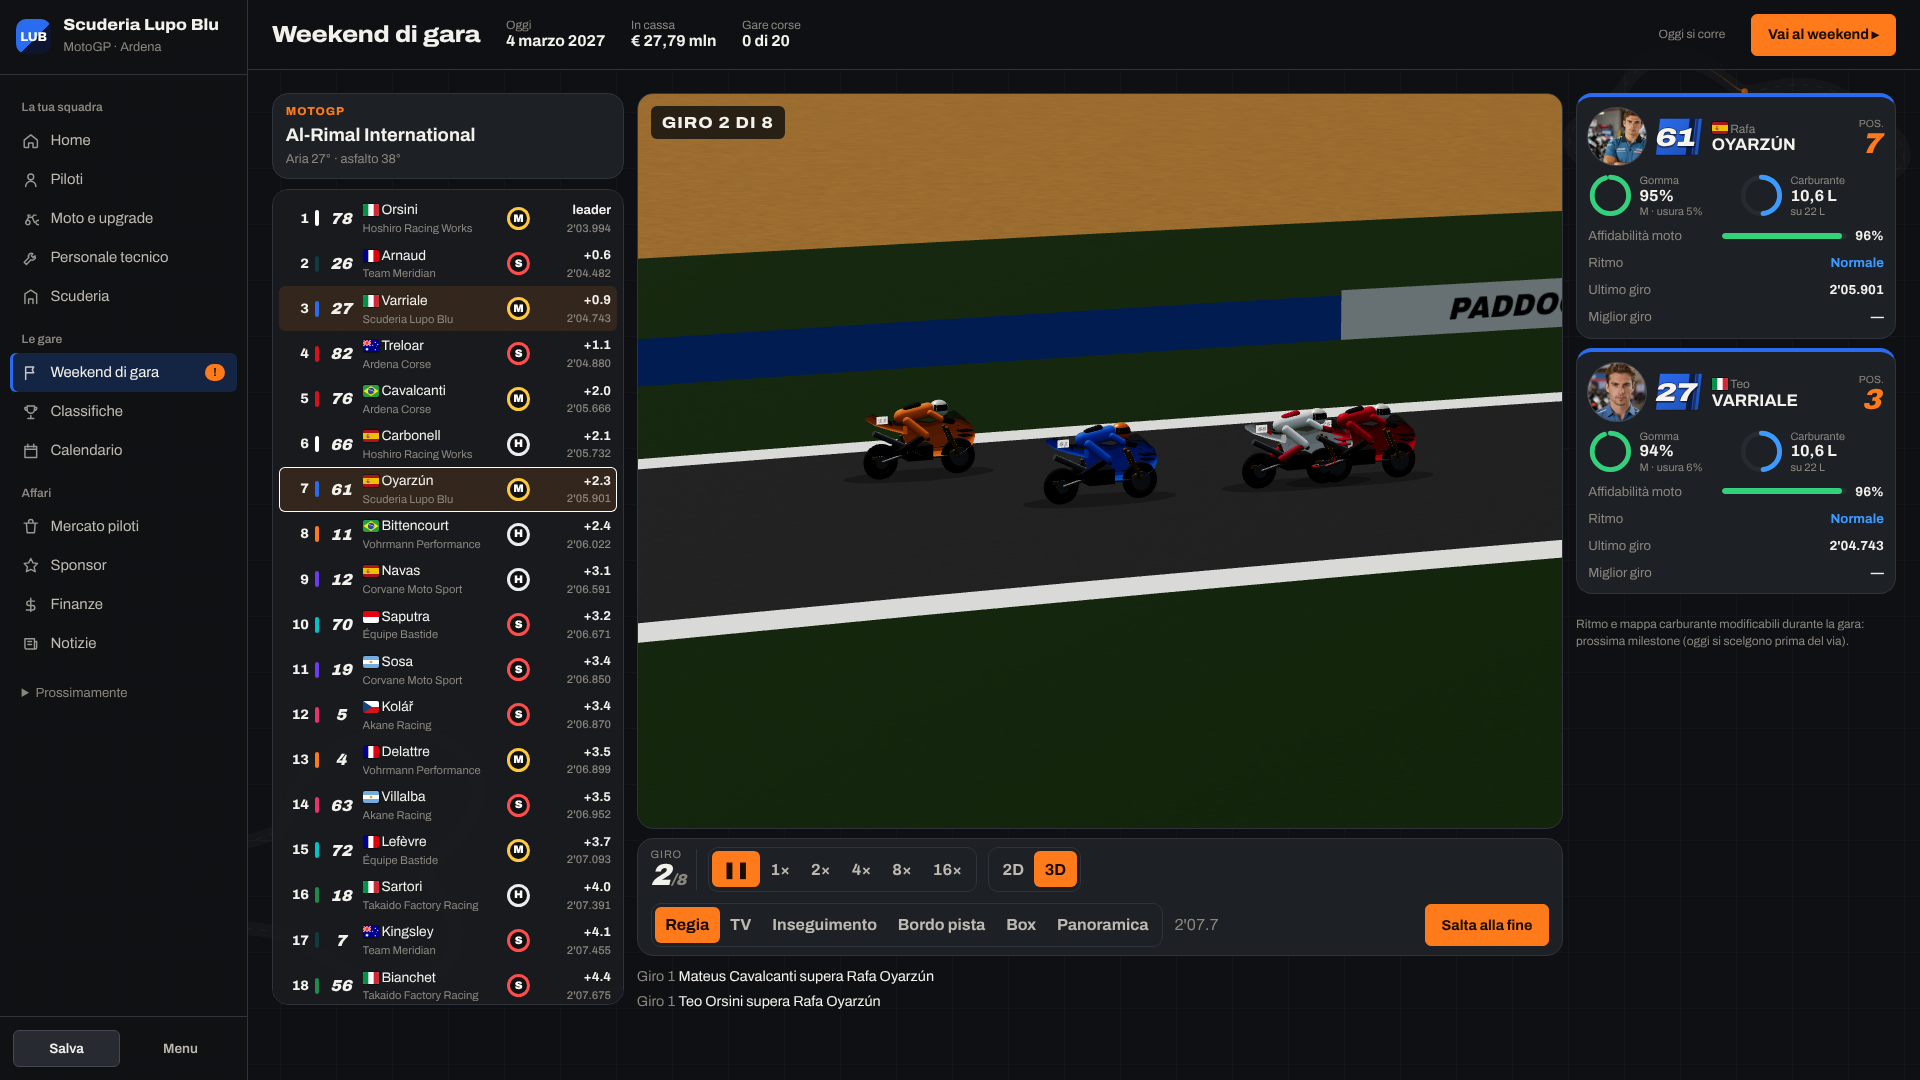 LUB
Scuderia Lupo Blu
MotoGP · Ardena
La tua squadra
Home
Piloti
Moto e upgrade
Personale tecnico
Scuderia
Le gare
Weekend di gara
!
Classifiche
Calendario
Affari
Mercato piloti
Sponsor
Finanze
Notizie
Prossimamente
Salva
Menu
Weekend di gara
Oggi
4 marzo 2027
In cassa
€ 27,79 mln
Gare corse
0 di 20
Oggi si corre
Vai al weekend ▸
MOTOGP
Al-Rimal International
Aria 27° · asfalto 38°
1 78 Orsini M leader
Hoshiro Racing Works 2'03.994
2 26 Arnaud S +0.6
Team Meridian 2'04.482
3 27 Varriale M +0.9
Scuderia Lupo Blu 2'04.743
4 82 Treloar S +1.1
Ardena Corse 2'04.880
5 76 Cavalcanti M +2.0
Ardena Corse 2'05.666
6 66 Carbonell H +2.1
Hoshiro Racing Works 2'05.732
7 61 Oyarzún M +2.3
Scuderia Lupo Blu 2'05.901
8 11 Bittencourt H +2.4
Vohrmann Performance 2'06.022
9 12 Navas H +3.1
Corvane Moto Sport 2'06.591
10 70 Saputra S +3.2
Équipe Bastide 2'06.671
11 19 Sosa S +3.4
Corvane Moto Sport 2'06.850
12 5 Kolář S +3.4
Akane Racing 2'06.870
13 4 Delattre M +3.5
Vohrmann Performance 2'06.899
14 63 Villalba S +3.5
Akane Racing 2'06.952
15 72 Lefèvre M +3.7
Équipe Bastide 2'07.093
16 18 Sartori H +4.0
Takaido Factory Racing 2'07.391
17 7 Kingsley S +4.1
Team Meridian 2'07.455
18 56 Bianchet S +4.4
Takaido Factory Racing 2'07.675
GIRO 2 DI 8
PADDO
GIRO
2/8
1× 2× 4× 8× 16×
2D 3D
Regia TV Inseguimento Bordo pista Box Panoramica
2'07.7
Salta alla fine
Giro 1 Mateus Cavalcanti supera Rafa Oyarzún
Giro 1 Teo Orsini supera Rafa Oyarzún
61
Rafa
OYARZÚN
POS.
7
Gomma
95%
M · usura 5%
Carburante
10,6 L
su 22 L
Affidabilità moto 96%
Ritmo Normale
Ultimo giro 2'05.901
Miglior giro —
27
Teo
VARRIALE
POS.
3
Gomma
94%
M · usura 6%
Carburante
10,6 L
su 22 L
Affidabilità moto 96%
Ritmo Normale
Ultimo giro 2'04.743
Miglior giro —
Ritmo e mappa carburante modificabili durante la gara:
prossima milestone (oggi si scelgono prima del via).